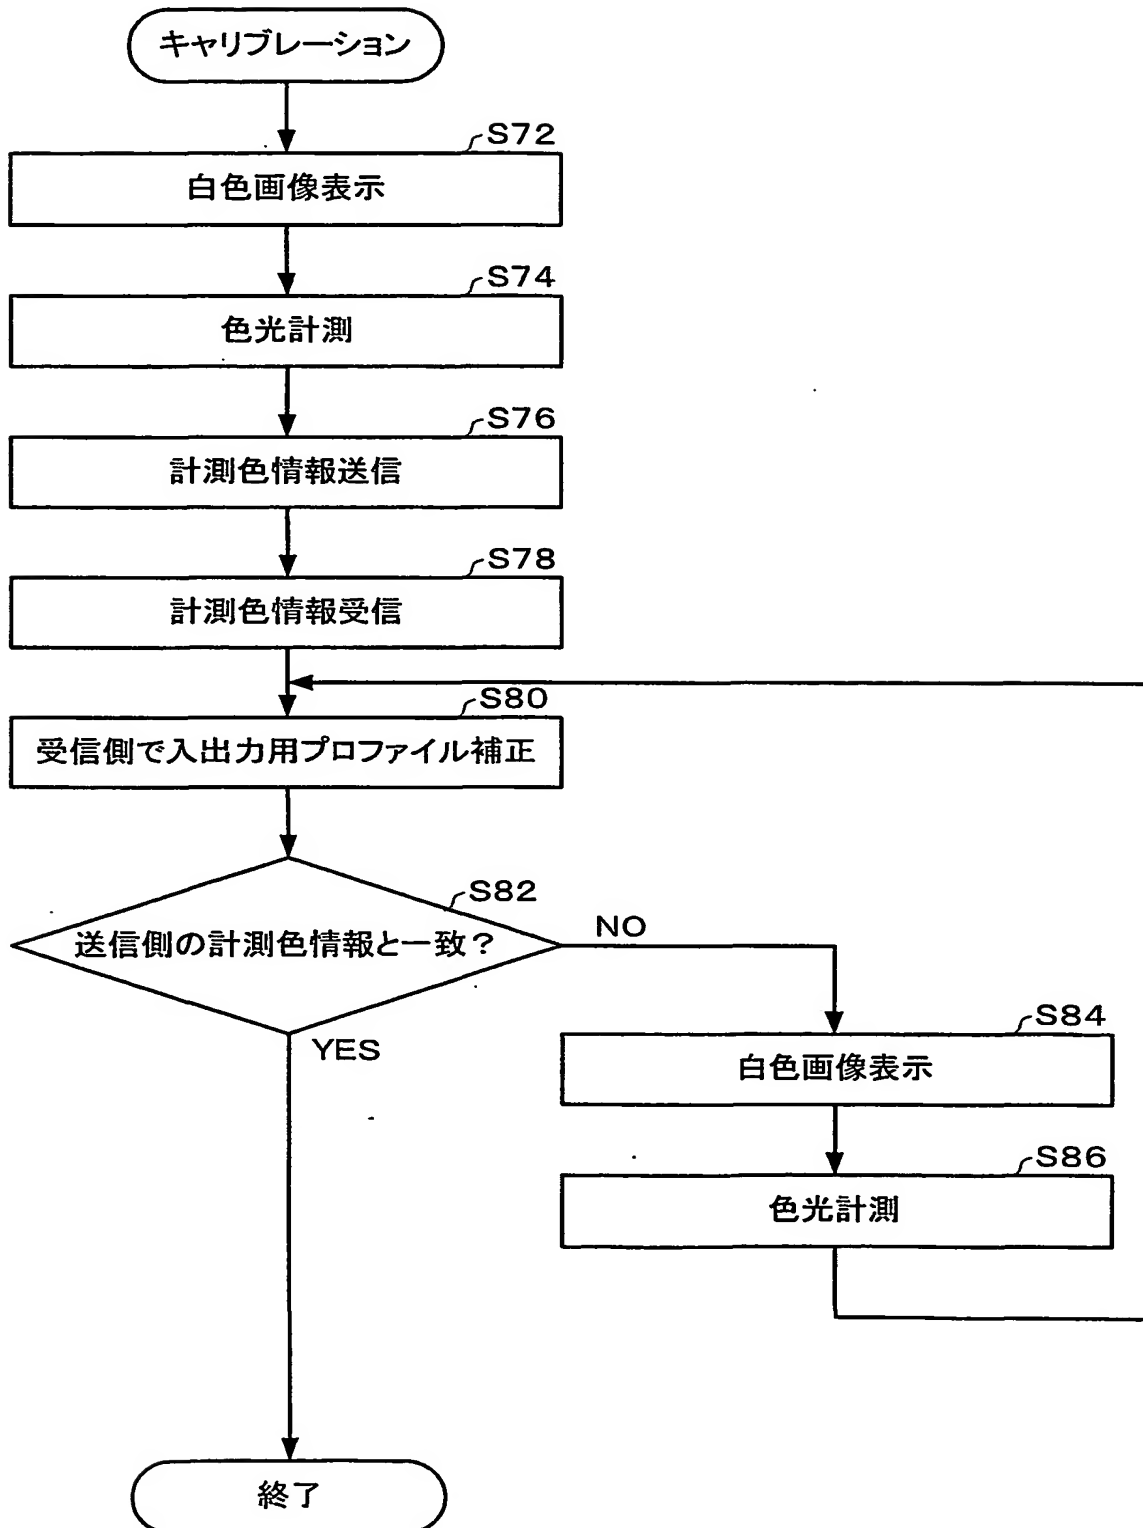 キャリブレーション
S72
白色画像表示
S74
色光計測
S76
計測色情報送信
S78
計測色情報受信
S80
受信側で入出力用プロファイル補正
S82
送信側の計測色情報と一致？
NO
YES
S84
白色画像表示
S86
色光計測
終了